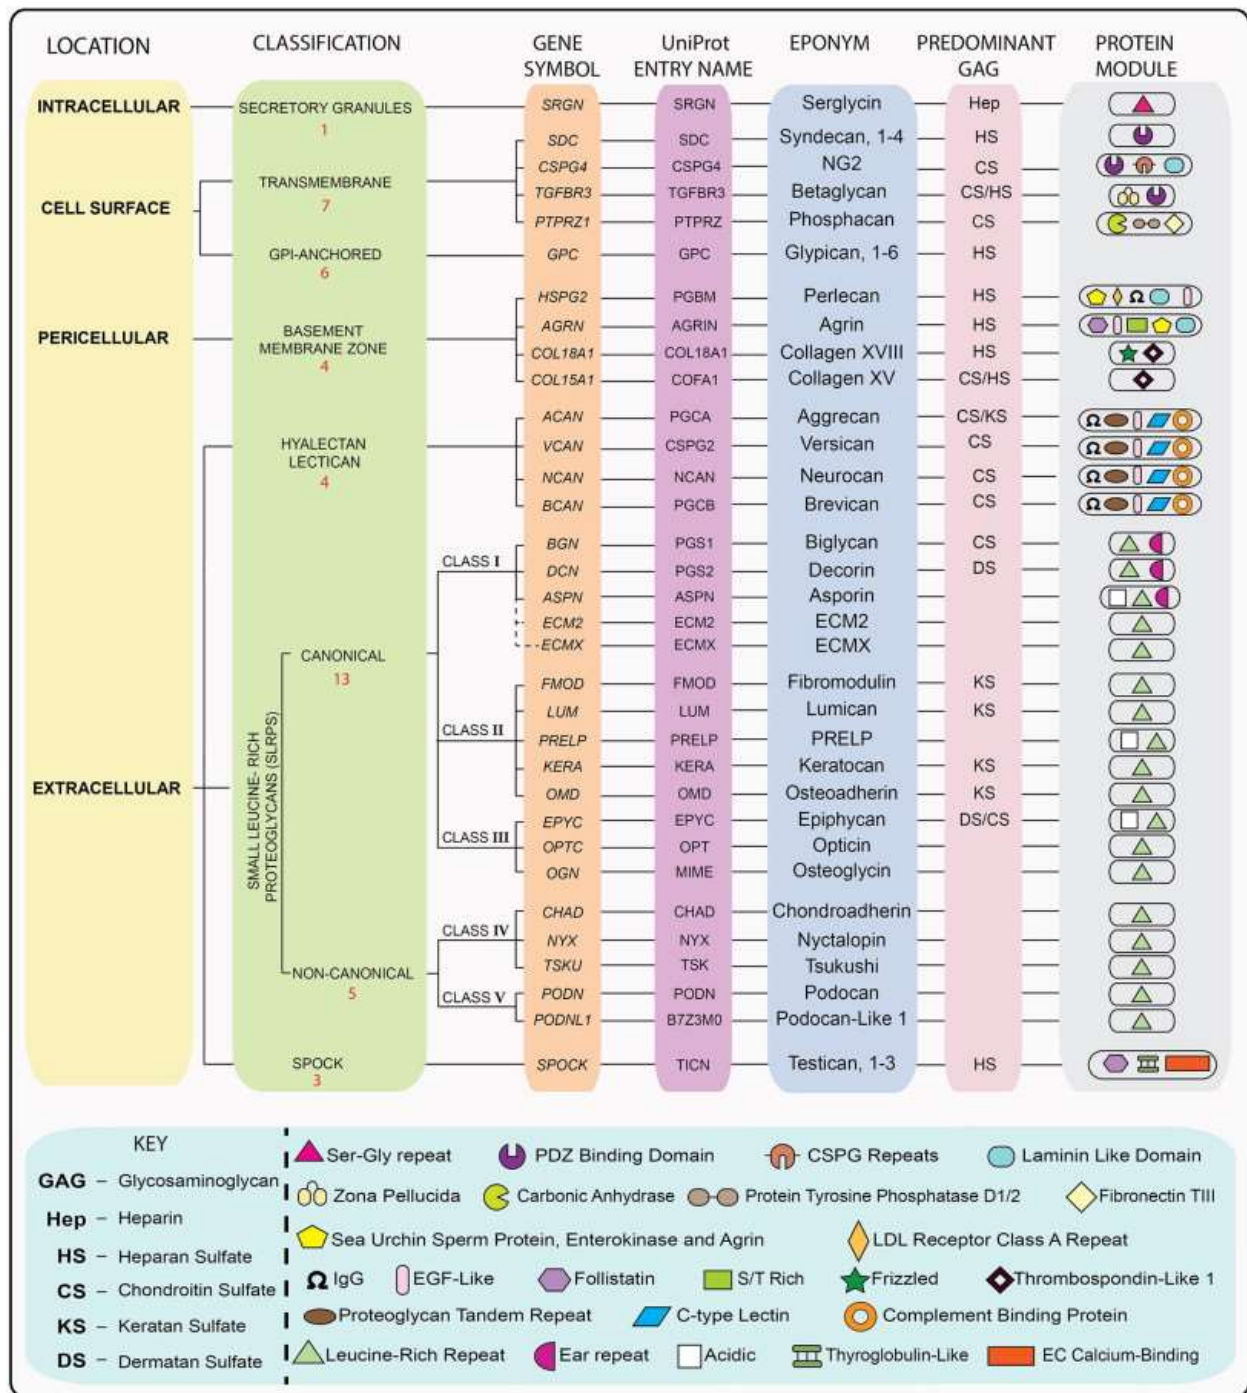 LOCATION CLASSIFICATION GENE SYMBOL UniProt ENTRY NAME EPONYM PREDOMINANT GAG PROTEIN MODULE
INTRACELLULAR SECRETORY GRANULES SRGN SRGN Serglycin Hep
1
SDC SDC Syndecan, 1-4 HS
CSPG4 CSPG4 NG2 CS
TRANSMEMBRANE
TGFBR3 TGFBR3 Betaglycan CS/HS
7
CELL SURFACE
PTPRZ1 PTPRZ Phosphacan CS
GPI-ANCHORED GPC GPC Glypican, 1-6 HS
6
HSPG2 PGBM Perlecan HS
AGRN AGRIN Agrin HS
PERICELLULAR BASEMENT MEMBRANE ZONE
4
COL18A1 COL18A1 Collagen XVIII HS
COL15A1 COFA1 Collagen XV CS/HS
ACAN PGCA Aggrecan CS/KS
HYALECTAN LECTICAN
4
VCAN CSPG2 Versican CS
NCAN NCAN Neurocan CS
BCAN PGCB Brevican CS
CLASS I
BGN PGS1 Biglycan CS
DCN PGS2 Decorin DS
ASPN ASPN Asporin
ECM2 ECM2 ECM2
ECMX ECMX ECMX
CANONICAL
13
FMOD FMOD Fibromodulin KS
LUM LUM Lumican KS
CLASS II
PRELP PRELP PRELP
KERA KERA Keratocan KS
EXTRACELLULAR
SMALL LEUCINE- RICH
PROTEOGLYCANS (SLRPS)
OMD OMD Osteoadherin KS
EPYC EPYC Epiphycan DS/CS
CLASS III
OPTC OPT Opticin
OGN MIME Osteoglycin
CHAD CHAD Chondroadherin
CLASS IV
NYX NYX Nyctalopin
TSKU TSK Tsukushi
NON-CANONICAL
5
PODN PODN Podocan
CLASS V
PODNL1 B7Z3M0 Podocan-Like 1
SPOCK SPOCK TICN Testican, 1-3 HS
3
KEY
GAG – Glycosaminoglycan
Hep – Heparin
HS – Heparan Sulfate
CS – Chondroitin Sulfate
KS – Keratan Sulfate
DS – Dermatan Sulfate
Ser-Gly repeat PDZ Binding Domain CSPG Repeats Laminin Like Domain
Zona Pellucida Carbonic Anhydrase Protein Tyrosine Phosphatase D1/2 Fibronectin TIII
Sea Urchin Sperm Protein, Enterokinase and Agrin LDL Receptor Class A Repeat
Ω IgG EGF-Like Follistatin S/T Rich Frizzled Thrombospondin-Like 1
Proteoglycan Tandem Repeat C-type Lectin Complement Binding Protein
Leucine-Rich Repeat Ear repeat Acidic Thyroglobulin-Like EC Calcium-Binding